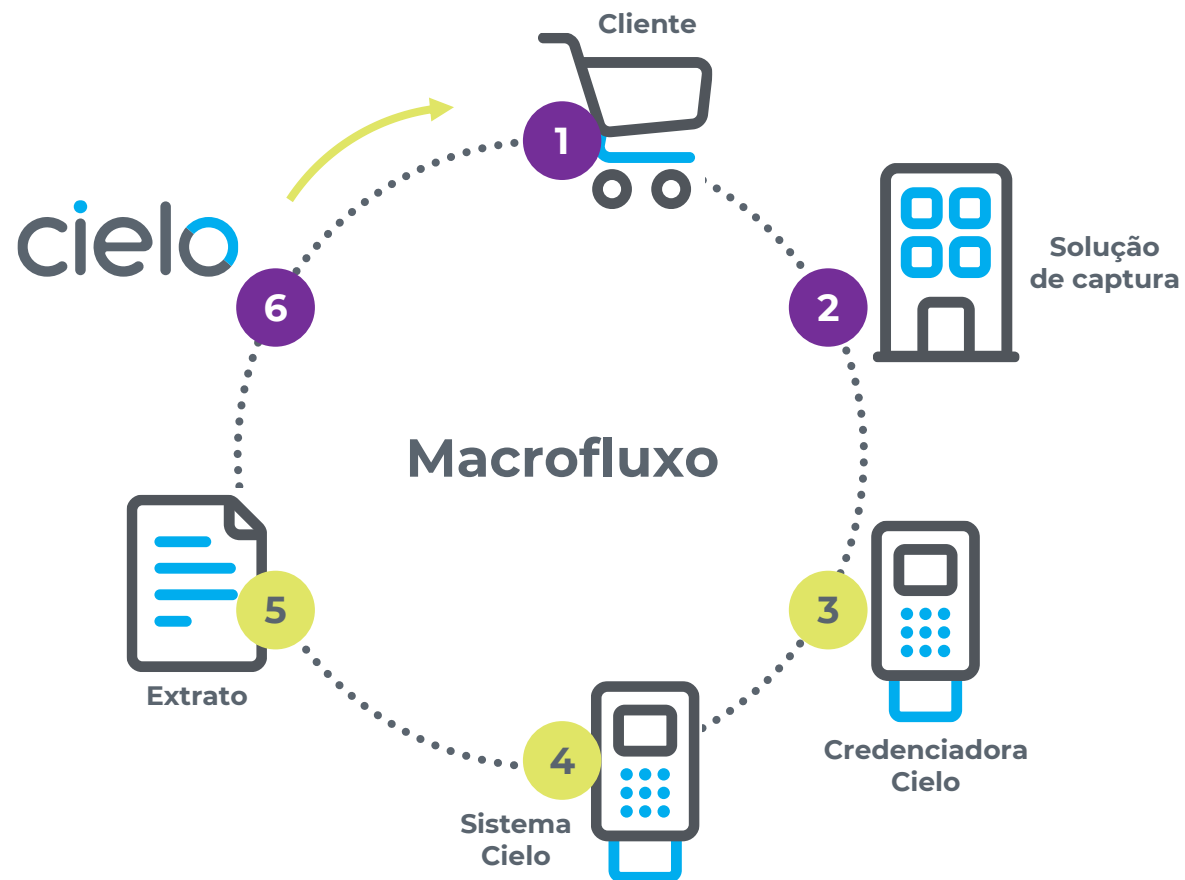 Cliente
1
Solução
de captura
2
cielo
6
Macrofluxo
3
Credenciadora
Cielo
5
Extrato
4
Sistema
Cielo